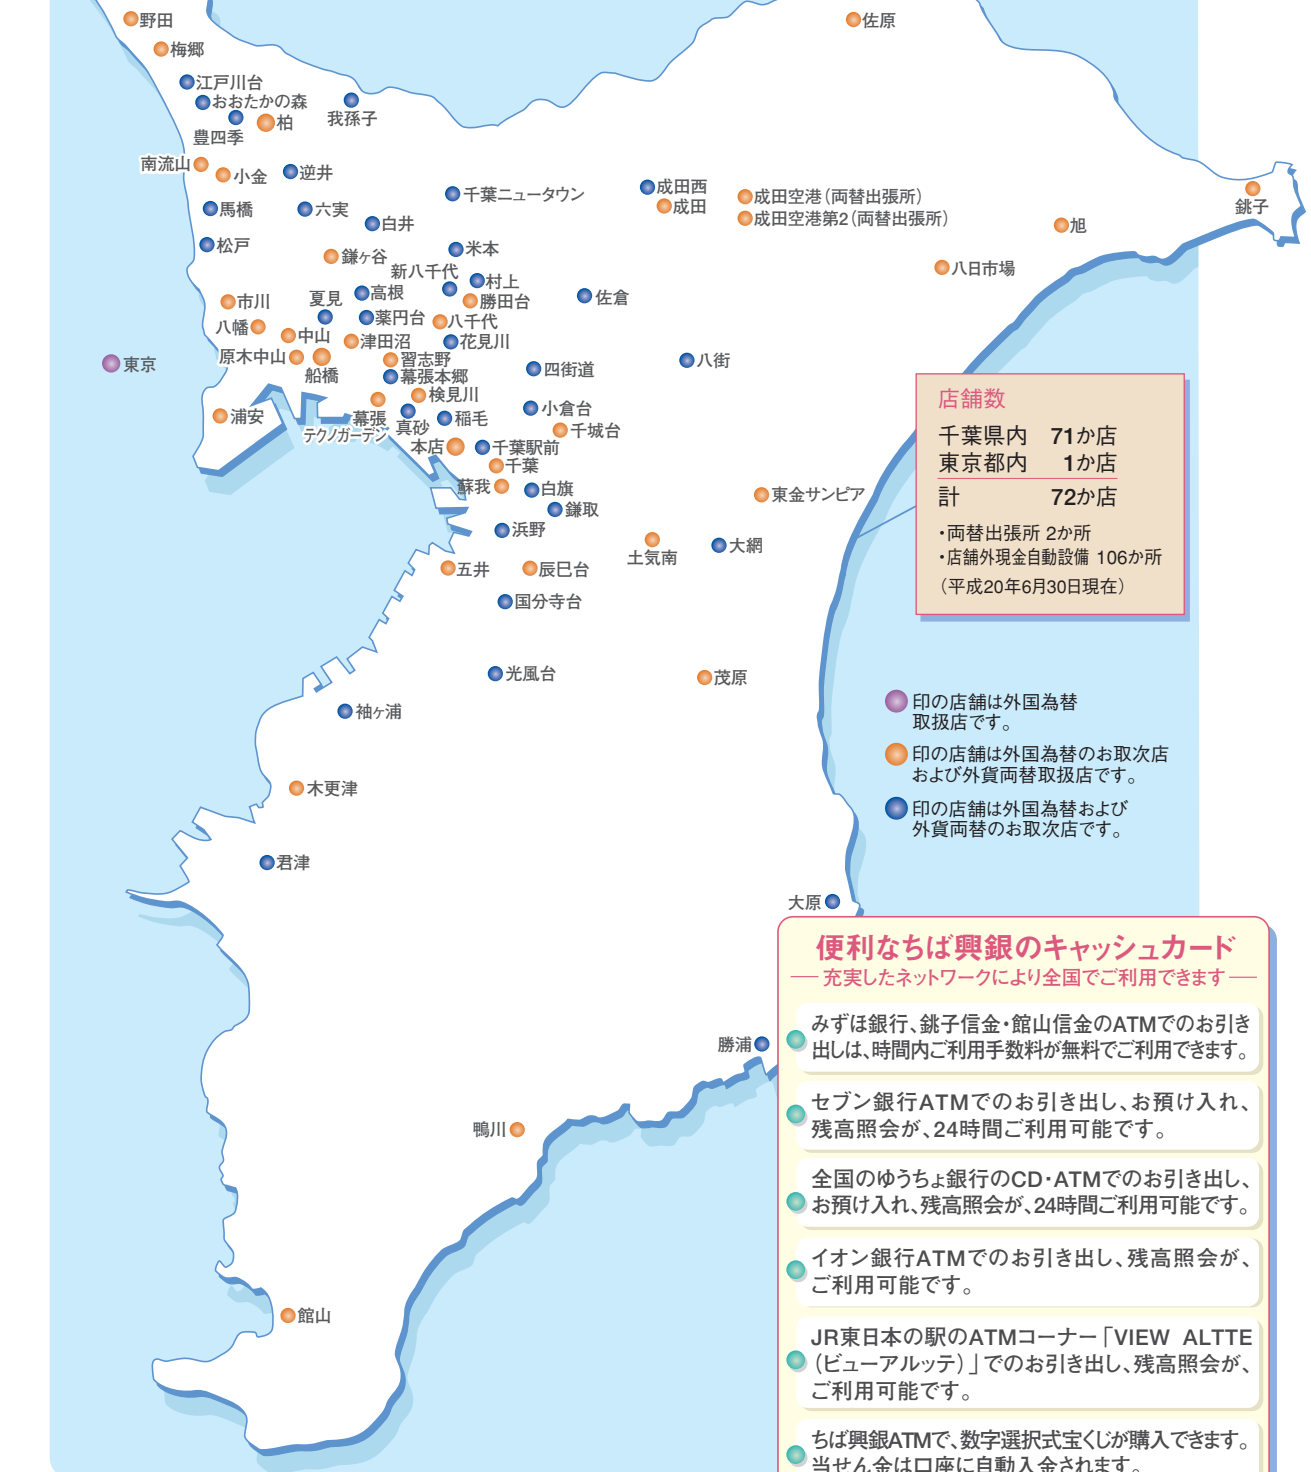 野田
佐原
梅郷
江戸川台
おおたかの森
我孫子
柏
豊四季
南流山
小金
逆井
成田西
千葉ニュータウン
成田空港(両替出張所)
成田
銚子
馬橋
六実
成田空港第2(両替出張所)
白井
旭
松戸
米本
鎌ヶ谷
新八千代
八日市場
村上
高根
夏見
佐倉
市川
勝田台
薬円台
八千代
八幡
中山
津田沼
花見川
原木中山
船橋
習志野
八街
東京
四街道
幕張本郷
検見川
浦安
幕張
テクノガーデン
真砂
稲毛
小倉台
千城台
本店
千葉駅前
千葉
蘇我
白旗
東金サンピア
鎌取
浜野
土気南
大網
五井
辰巳台
国分寺台
光風台
茂原
袖ヶ浦
木更津
君津
大原
勝浦
鴨川
館山
店舗数
千葉県内 71か店
東京都内 1か店
計 72か店
・両替出張所 2か所
・店舗外現金自動設備 106か所
(平成20年6月30日現在)
印の店舗は外国為替
取扱店です。
印の店舗は外国為替のお取次店
および外貨両替取扱店です。
印の店舗は外国為替および
外貨両替のお取次店です。
便利なちば興銀のキャッシュカード
充実したネットワークにより全国でご利用できます
みずほ銀行、銚子信金・館山信金のATMでのお引き
出しは、時間内ご利用手数料が無料でご利用できます。
セブン銀行ATMでのお引き出し、お預け入れ、
残高照会が、24時間ご利用可能です。
全国のゆうちょ銀行のCD・ATMでのお引き出し、
お預け入れ、残高照会が、24時間ご利用可能です。
イオン銀行ATMでのお引き出し、残高照会が、
ご利用可能です。
JR東日本の駅のATMコーナー「VIEW ALTTE
(ビューアルッテ)」でのお引き出し、残高照会が、
ご利用可能です。
ちば興銀ATMで、数字選択式宝くじが購入できます。
当せん金は口座に自動入金されます。